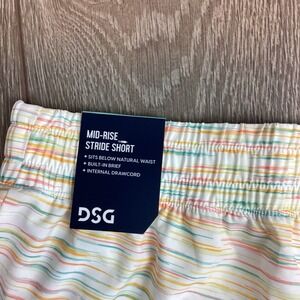 MID-RISE
STRIDE SHORT
• SITS BELOW NATURAL WAIST
• BUILT-IN BRIEF
• INTERNAL DRAWCORD
DSG